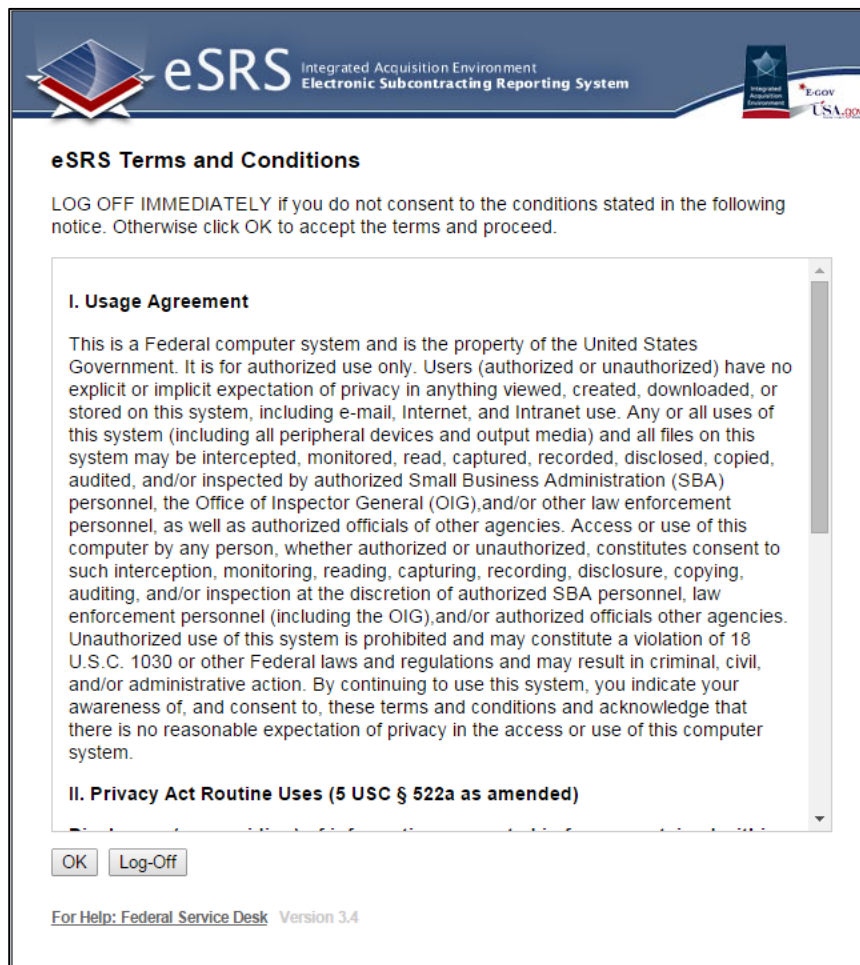 eSRS Integrated Acquisition Environment
Electronic Subcontracting Reporting System
Integrated
Acquisition
Environment
E-GOV
USA.gov
eSRS Terms and Conditions
LOG OFF IMMEDIATELY if you do not consent to the conditions stated in the following
notice. Otherwise click OK to accept the terms and proceed.
I. Usage Agreement
This is a Federal computer system and is the property of the United States
Government. It is for authorized use only. Users (authorized or unauthorized) have no
explicit or implicit expectation of privacy in anything viewed, created, downloaded, or
stored on this system, including e-mail, Internet, and Intranet use. Any or all uses of
this system (including all peripheral devices and output media) and all files on this
system may be intercepted, monitored, read, captured, recorded, disclosed, copied,
audited, and/or inspected by authorized Small Business Administration (SBA)
personnel, the Office of Inspector General (OIG),and/or other law enforcement
personnel, as well as authorized officials of other agencies. Access or use of this
computer by any person, whether authorized or unauthorized, constitutes consent to
such interception, monitoring, reading, capturing, recording, disclosure, copying,
auditing, and/or inspection at the discretion of authorized SBA personnel, law
enforcement personnel (including the OIG),and/or authorized officials other agencies.
Unauthorized use of this system is prohibited and may constitute a violation of 18
U.S.C. 1030 or other Federal laws and regulations and may result in criminal, civil,
and/or administrative action. By continuing to use this system, you indicate your
awareness of, and consent to, these terms and conditions and acknowledge that
there is no reasonable expectation of privacy in the access or use of this computer
system.
II. Privacy Act Routine Uses (5 USC § 522a as amended)
OK Log-Off
For Help: Federal Service Desk Version 3.4